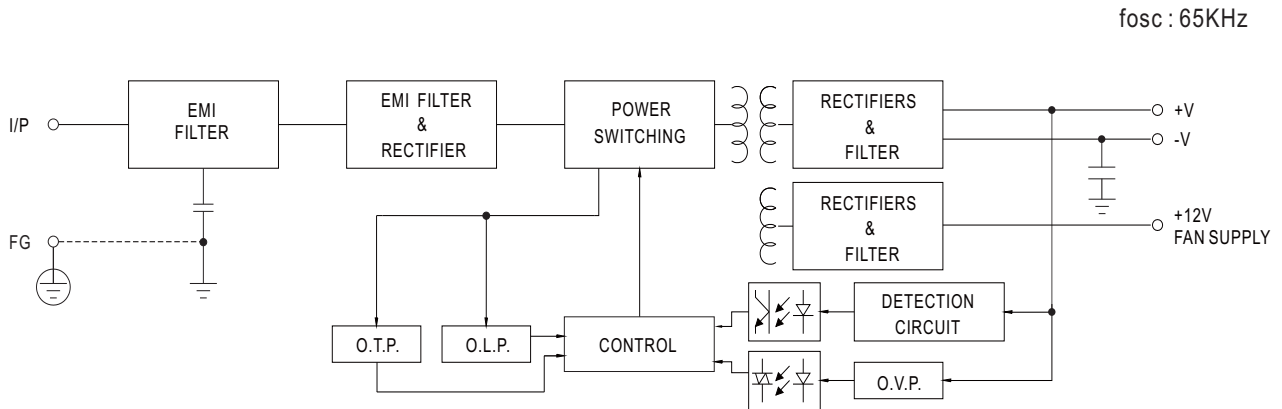 fosc : 65KHz
I/P
EMI
FILTER
EMI FILTER
&
RECTIFIER
POWER
SWITCHING
RECTIFIERS
&
FILTER
+V
-V
RECTIFIERS
&
FILTER
+12V
FAN SUPPLY
FG
DETECTION
CIRCUIT
O.T.P.
O.L.P.
CONTROL
O.V.P.